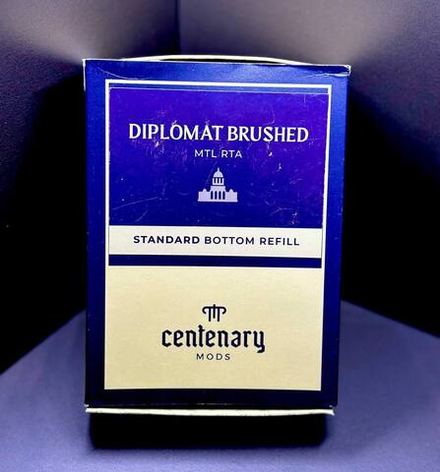 DIPLOMAT BRUSHED
MTL RTA
STANDARD BOTTOM REFILL
centenary
MODS